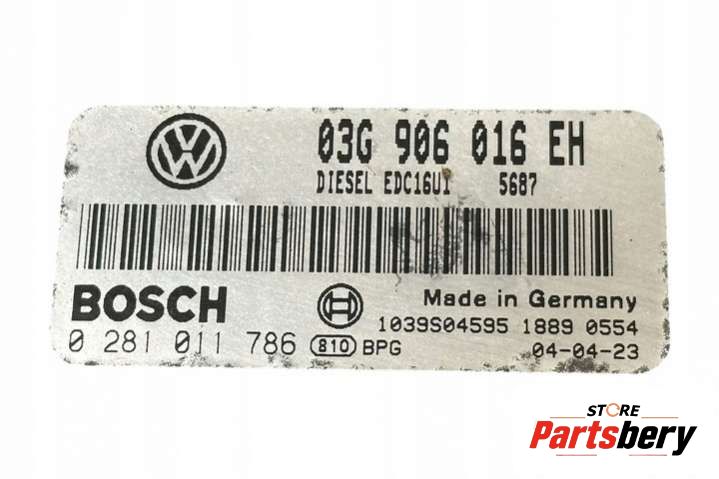 03G 906 016 EH
DIESEL EDC16U1 5687
BOSCH
Made in Germany
1039S04595 1889 0554
0 281 011 786 810 BPG 04-04-23
STORE
Partsbery